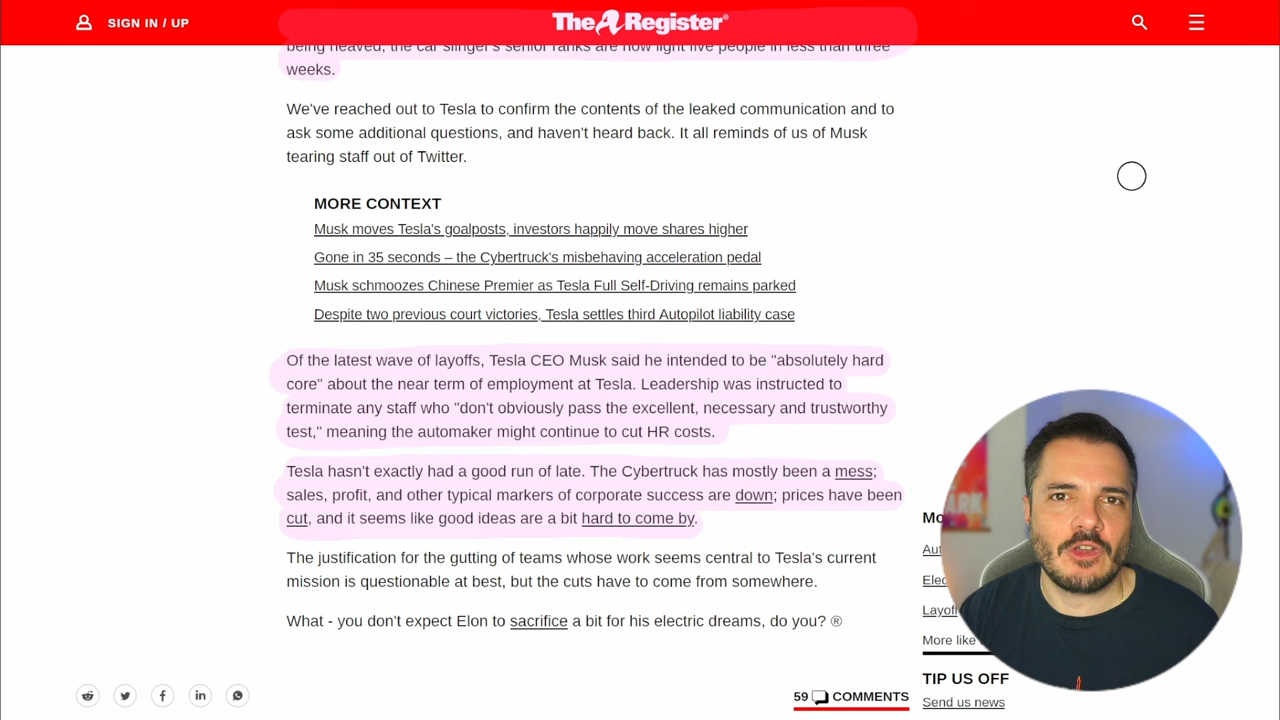 SIGN IN / UP
The Register®
being heaved, the car slinger's senior ranks are now light five people in less than three
weeks.
We've reached out to Tesla to confirm the contents of the leaked communication and to
ask some additional questions, and haven't heard back. It all reminds of us of Musk
tearing staff out of Twitter.
MORE CONTEXT
Musk moves Tesla's goalposts, investors happily move shares higher
Gone in 35 seconds – the Cybertruck's misbehaving acceleration pedal
Musk schmoozes Chinese Premier as Tesla Full Self-Driving remains parked
Despite two previous court victories, Tesla settles third Autopilot liability case
Of the latest wave of layoffs, Tesla CEO Musk said he intended to be "absolutely hard
core" about the near term of employment at Tesla. Leadership was instructed to
terminate any staff who "don't obviously pass the excellent, necessary and trustworthy
test," meaning the automaker might continue to cut HR costs.
Tesla hasn't exactly had a good run of late. The Cybertruck has mostly been a mess;
sales, profit, and other typical markers of corporate success are down; prices have been
cut, and it seems like good ideas are a bit hard to come by.
The justification for the gutting of teams whose work seems central to Tesla's current
mission is questionable at best, but the cuts have to come from somewhere.
What - you don't expect Elon to sacrifice a bit for his electric dreams, do you? ®
59 COMMENTS
More like
TIP US OFF
Send us news